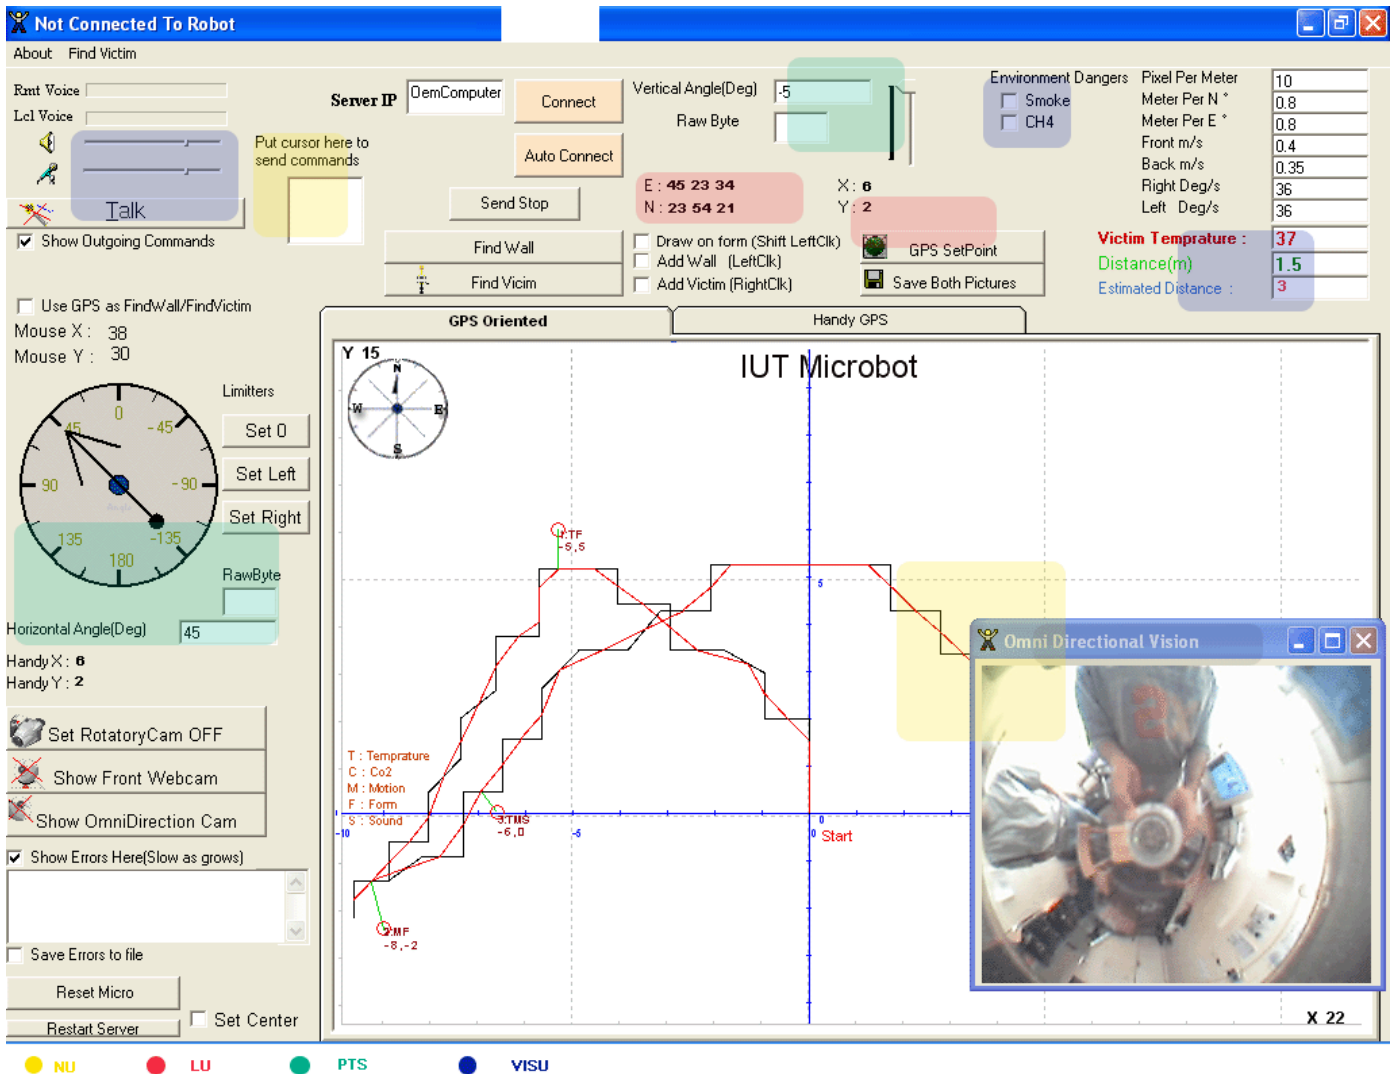 Not Connected To Robot
About Find Victim
Rmt Voice
Lcl Voice
Put cursor here to
send commands
Talk
Show Outgoing Commands
Server IP OemComputer
Connect
Auto Connect
Send Stop
Find Wall
Find Vicim
Vertical Angle(Deg) -5
Raw Byte
E : 45 23 34
N : 23 54 21
X : 6
Y : 2
Draw on form (Shift LeftClk)
Add Wall (LeftClk)
Add Victim (RightClk)
GPS SetPoint
Save Both Pictures
Environment Dangers
Smoke
CH4
Pixel Per Meter 10
Meter Per N ° 0.8
Meter Per E ° 0.8
Front m/s 0.4
Back m/s 0.35
Right Deg/s 36
Left Deg/s 36
Victim Temprature : 37
Distance(m) 1.5
Estimated Distance : 3
Use GPS as FindWall/FindVictim
Mouse X : 38
Mouse Y : 30
0
45 -45
90 -90
135 -135
180
Limitters
Set 0
Set Left
Set Right
RawByte
Horizontal Angle(Deg) 45
Handy X : 6
Handy Y : 2
Set RotatoryCam OFF
Show Front Webcam
Show OmniDirection Cam
Show Errors Here(Slow as grows)
Save Errors to file
Reset Micro
Restart Server
Set Center
GPS Oriented Handy GPS
Y 15
N
W E
S
IUT Microbot
1:TF
-5,5
5
T : Temprature
C : Co2
M : Motion
F : Form
S : Sound
3:TMS
-6,0
-10 -5 0
Start
2:MF
-8,-2
Omni Directional Vision
X 22
NU LU PTS VISU